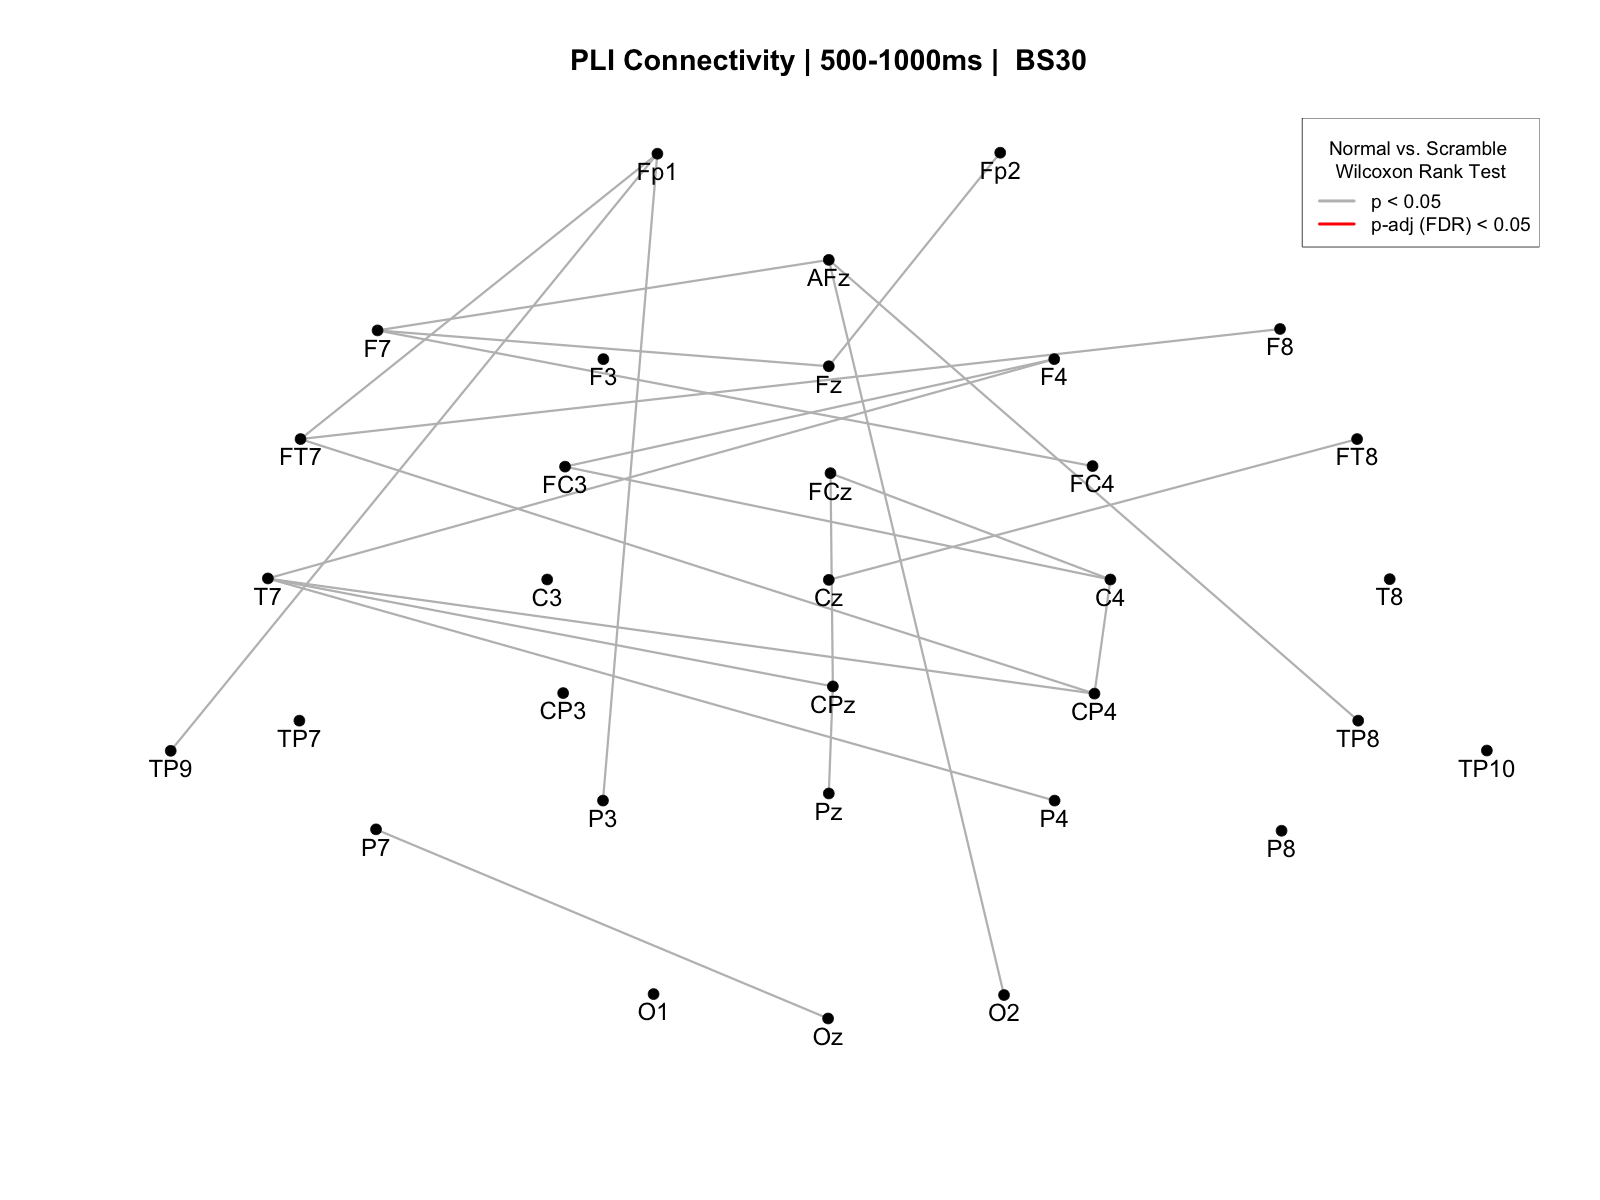 PLI Connectivity | 500-1000ms |  BS30
Normal vs. Scramble
Wilcoxon Rank Test
p < 0.05
p-adj (FDR) < 0.05
Fp1
Fp2
AFz
F7
F3
Fz
F4
F8
FT7
FC3
FCz
FC4
FT8
T7
C3
Cz
C4
T8
TP9
TP7
CP3
CPz
CP4
TP8
TP10
P7
P3
Pz
P4
P8
O1
Oz
O2